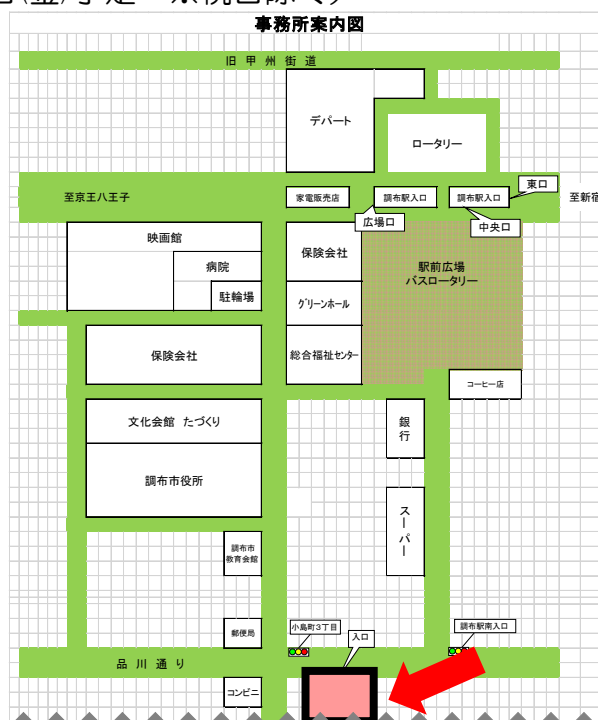 事務所案内図
旧 甲 州 街 道
デパート
ロータリー
東口
至京王八王子
家電販売店
調布駅入口
調布駅入口
至新宿
広場口
中央口
映画館
保険会社
駅前広場
バスロータリー
病院
駐輪場
グリーンホール
保険会社
総合福祉センター
コーヒー店
文化会館 たづくり
銀行
調布市役所
スーパー
調布市
教育会館
郵便局
小島町3丁目
入口
調布駅南入口
品 川 通 り
コンビニ